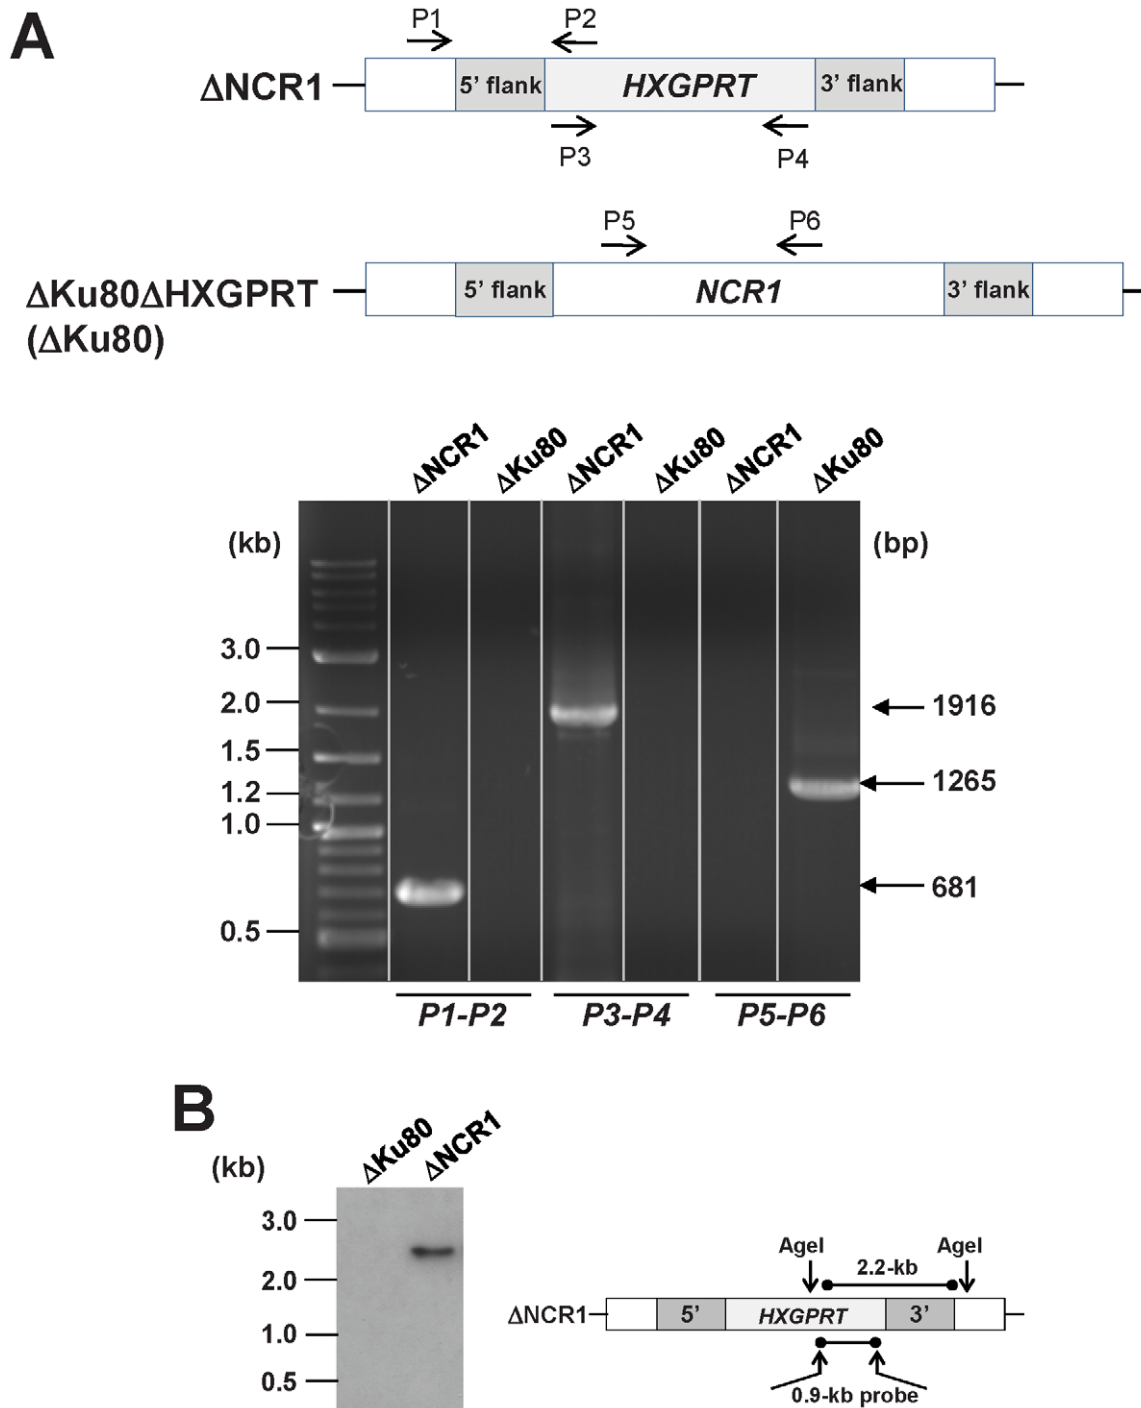 A
P1 P2
ΔNCR1 5' flank HXGPRT 3' flank
P3 P4
P5 P6
ΔKu80ΔHXGPRT 5' flank NCR1 3' flank
(ΔKu80)
ΔNCR1 ΔKu80 ΔNCR1 ΔKu80 ΔNCR1 ΔKu80
(kb) (bp)
3.0
2.0 1916
1.5
1.2 1265
1.0
681
0.5
P1-P2 P3-P4 P5-P6
B
ΔKu80 ΔNCR1
(kb)
3.0
2.0
1.0
0.5
AgeI AgeI
2.2-kb
ΔNCR1 5' HXGPRT 3'
0.9-kb probe